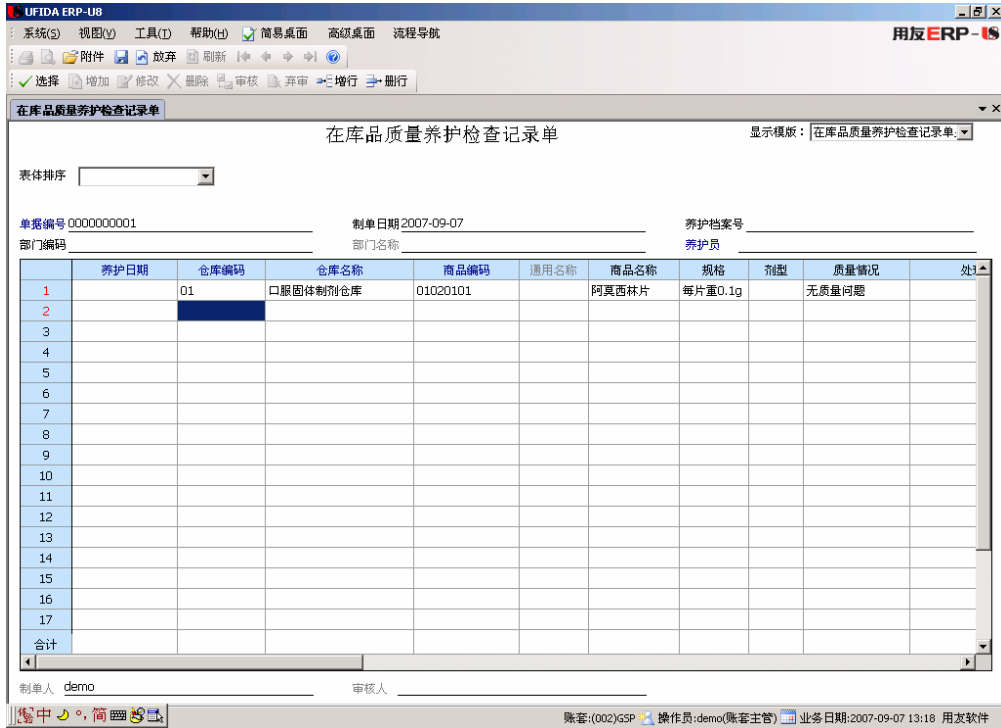 UFIDA ERP-U8
系统(S) 视图(V) 工具(T) 帮助(H) 简易桌面 高级桌面 流程导航 用友ERP-U8
附件 放弃 刷新
选择 增加 修改 删除 审核 弃审 增行 删行
在库品质量养护检查记录单
在库品质量养护检查记录单 显示模版： 在库品质量养护检查记录单
表体排序
单据编号 0000000001 制单日期 2007-09-07 养护档案号
部门编码 部门名称 养护员
养护日期 仓库编码 仓库名称 商品编码 通用名称 商品名称 规格 剂型 质量情况
1 01 口服固体制剂仓库 01020101 阿莫西林片 每片重0.1g 无质量问题
2
3
4
5
6
7
8
9
10
11
12
13
14
15
16
17
合计
制单人 demo 审核人
中 简 账套:(002)GSP 操作员:demo(账套主管) 业务日期:2007-09-07 13:18 用友软件